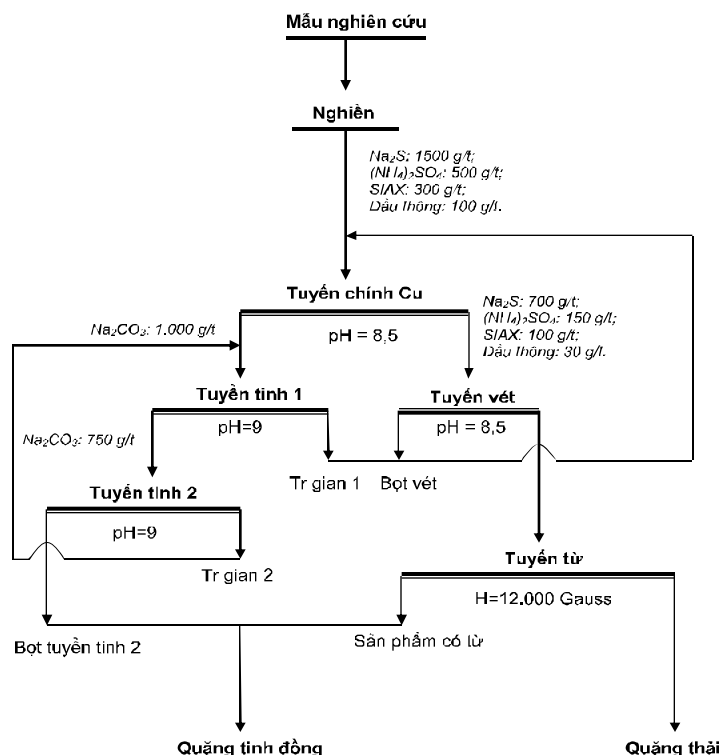 Mẫu nghiên cứu
Nghiền
Na₂S: 1500 g/t;
(NH₄)₂SO₄: 500 g/t;
SIAX: 300 g/t;
Dầu thông: 100 g/t.
Tuyển chính Cu
pH = 8,5
Na₂CO₃: 1.000 g/t
Na₂S: 700 g/t;
(NH₄)₂SO₄: 150 g/t;
SIAX: 100 g/t;
Dầu thông: 30 g/t.
Tuyển tinh 1
pH=9
Tuyển vét
pH = 8,5
Na₂CO₃: 750 g/t
Tr gian 1
Bọt vét
Tuyển tinh 2
pH=9
Tr gian 2
Tuyển từ
H=12.000 Gauss
Bọt tuyển tinh 2
Sản phẩm có từ
Quặng tinh đồng
Quặng thải